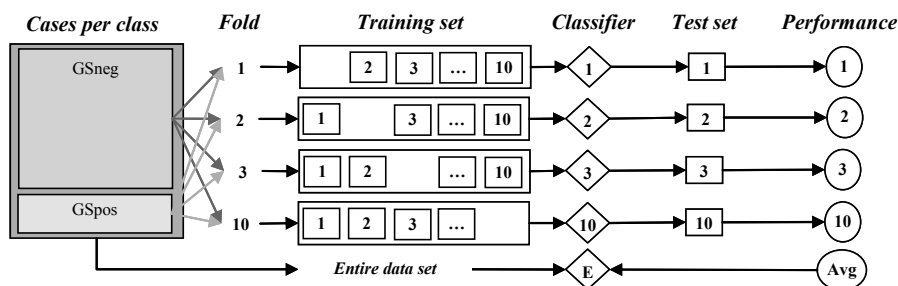 Cases per class Fold Training set Classifier Test set Performance
GSneg
1 2 3 ... 10 1 1 1
2 1 3 ... 10 2 2 2
3 1 2 ... 10 3 3 3
GSpos
10 1 2 3 ... 10 10 10
Entire data set E Avg